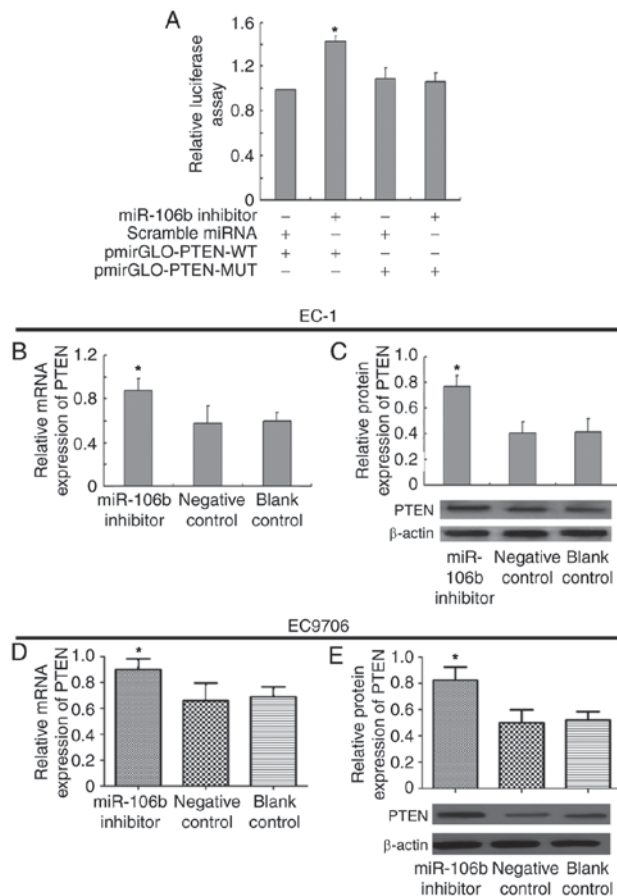 A
Relative luciferase
assay
1.6
1.2
0.8
0.4
0
*
miR-106b inhibitor − + − +
Scramble miRNA + − + −
pmirGLO-PTEN-WT + + − −
pmirGLO-PTEN-MUT − − + +
EC-1
B
Relative mRNA
expression of PTEN
1.2
0.8
0.4
0
*
miR-106b
inhibitor
Negative
control
Blank
control
C
Relative protein
expression of PTEN
1.0
0.8
0.6
0.4
0.2
0
*
PTEN
β-actin
miR-
106b
inhibitor
Negative
control
Blank
control
EC9706
D
Relative mRNA
expression of PTEN
1.0
0.8
0.6
0.4
0.2
0
*
miR-106b
inhibitor
Negative
control
Blank
control
E
Relative protein
expression of PTEN
1.0
0.8
0.6
0.4
0.2
0
*
PTEN
β-actin
miR-106b
inhibitor
Negative
control
Blank
control